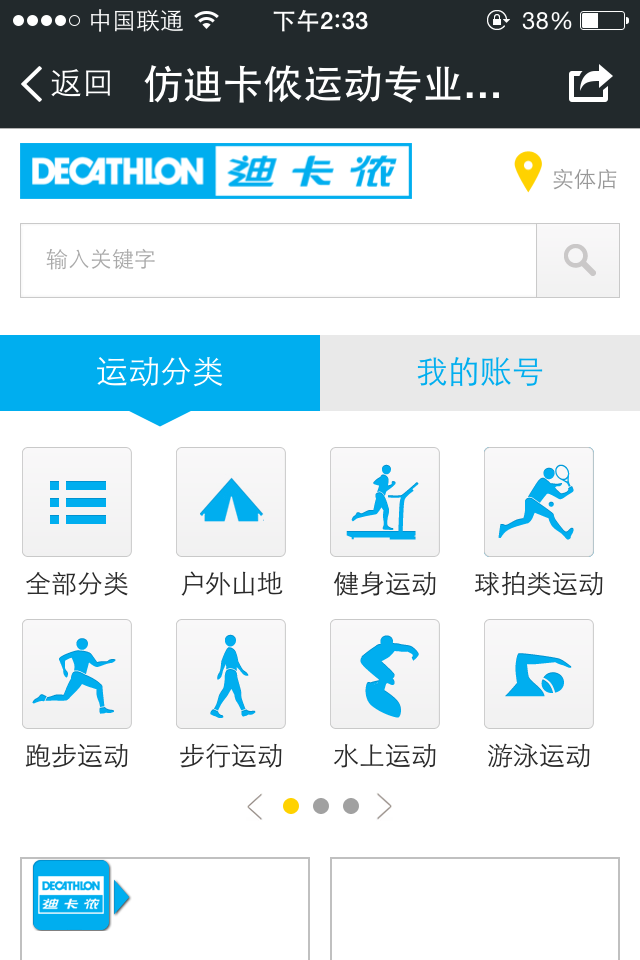 中国联通 下午2:33 38%
返回 仿迪卡侬运动专业...
DECATHLON 迪卡侬 实体店
输入关键字
运动分类 我的账号
全部分类 户外山地 健身运动 球拍类运动
跑步运动 步行运动 水上运动 游泳运动
DECATHLON
迪卡侬